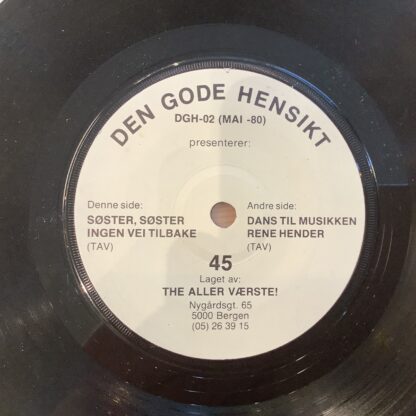 DEN GODE HENSIKT
DGH-02 (MAI -80)
presenterer:
Denne side:
SØSTER, SØSTER
INGEN VEI TILBAKE
(TAV)
Andre side:
DANS TIL MUSIKKEN
RENE HENDER
(TAV)
45
Laget av:
THE ALLER VÆRSTE!
Nygårdsgt. 65
5000 Bergen
(05) 26 39 15